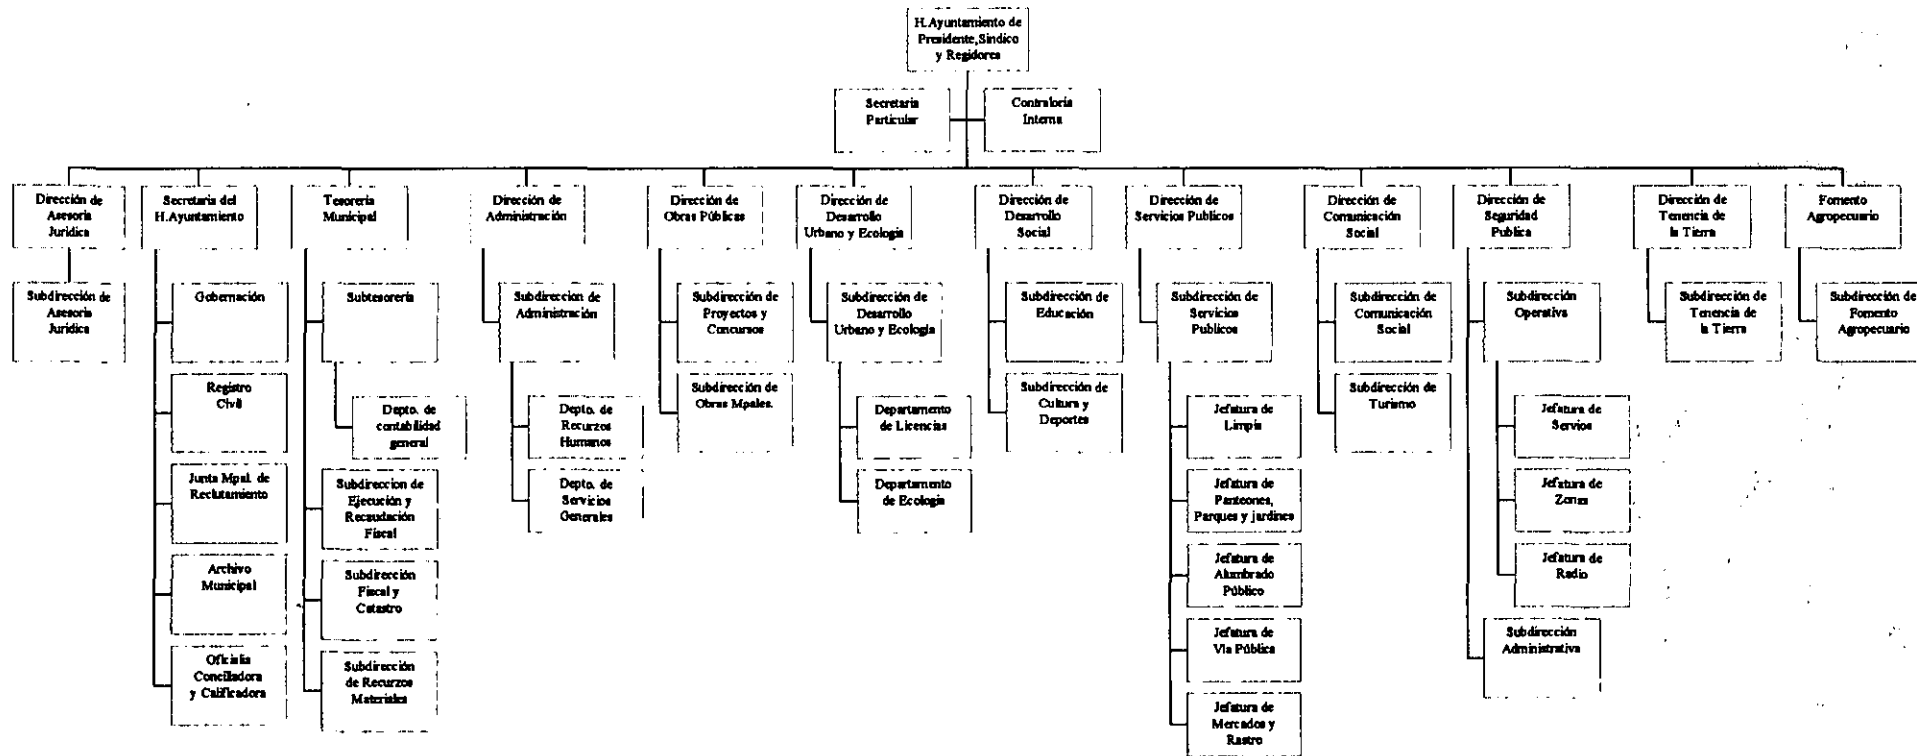 H.Ayuntamiento de
Presidente,Sindico
y Regidores
Secretaria
Particular
Contraloría
Interna
Dirección de
Asesoria
Juridica
Secretaria del
H.Ayuntamiento
Tesoreria
Municipal
Dirección de
Administración
Dirección de
Obras Públicas
Dirección de
Desarrollo
Urbano y Ecologia
Dirección de
Desarrollo
Social
Dirección de
Servicios Publicos
Dirección de
Comunicación
Social
Dirección de
Seguridad
Publica
Dirección de
Tenencia de
la Tierra
Fomento
Agropecuario
Subdirección de
Asesoria
Juridica
Gobernación
Subtesorería
Subdireccion de
Administración
Subdirección de
Proyectos y
Concursos
Subdirección de
Desarrollo
Urbano y Ecologia
Subdirección de
Educación
Subdirección de
Servicios
Publicos
Subdirección de
Comunicación
Social
Subdirección
Operativa
Subdirección de
Tenencia de
la Tierra
Subdirección de
Fomento
Agropecuario
Registro
Civil
Depto. de
contabilidad
general
Depto. de
Recurzos
Humanos
Subdirección de
Obras Mpales.
Departamento
de Licencias
Subdirección de
Cultura y
Deportes
Jefatura de
Limpia
Subdirección de
Turismo
Jefatura de
Servios
Junta Mpal. de
Reclutamiento
Subdireccion de
Ejecución y
Recaudación
Fiscal
Depto. de
Servicios
Generales
Departamento
de Ecologia
Jefatura de
Panteones,
Parques y jardines
Jefatura de
Zonas
Archivo
Municipal
Subdirección
Fiscal y
Catastro
Jefatura de
Alumbrado
Público
Jefatura de
Radio
Oficialia
Conciliadora
y Calificadora
Subdirección
de Recurzos
Materiales
Jefatura de
Via Pública
Subdirección
Administrativa
Jefatura de
Mercados y
Rastro